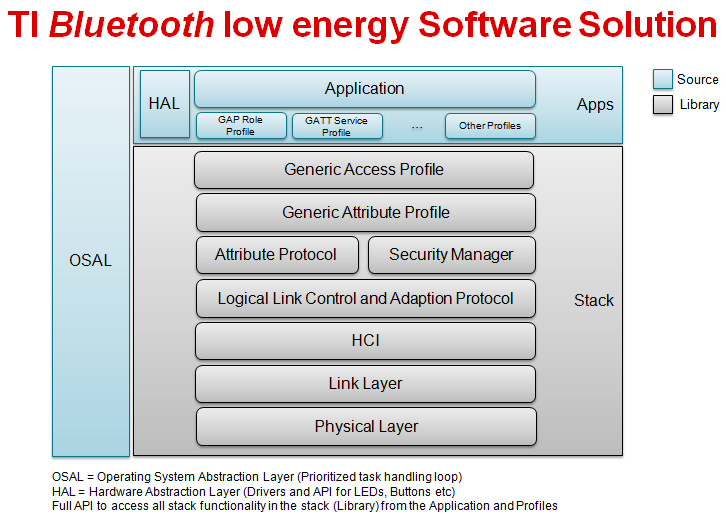 TI Bluetooth low energy Software Solution
Source
Library
OSAL
HAL
Application
Apps
GAP Role
Profile
GATT Service
Profile
...
Other Profiles
Generic Access Profile
Generic Attribute Profile
Attribute Protocol
Security Manager
Logical Link Control and Adaption Protocol
Stack
HCI
Link Layer
Physical Layer
OSAL = Operating System Abstraction Layer (Prioritized task handling loop)
HAL = Hardware Abstraction Layer (Drivers and API for LEDs, Buttons etc)
Full API to access all stack functionality in the stack (Library) from the Application and Profiles